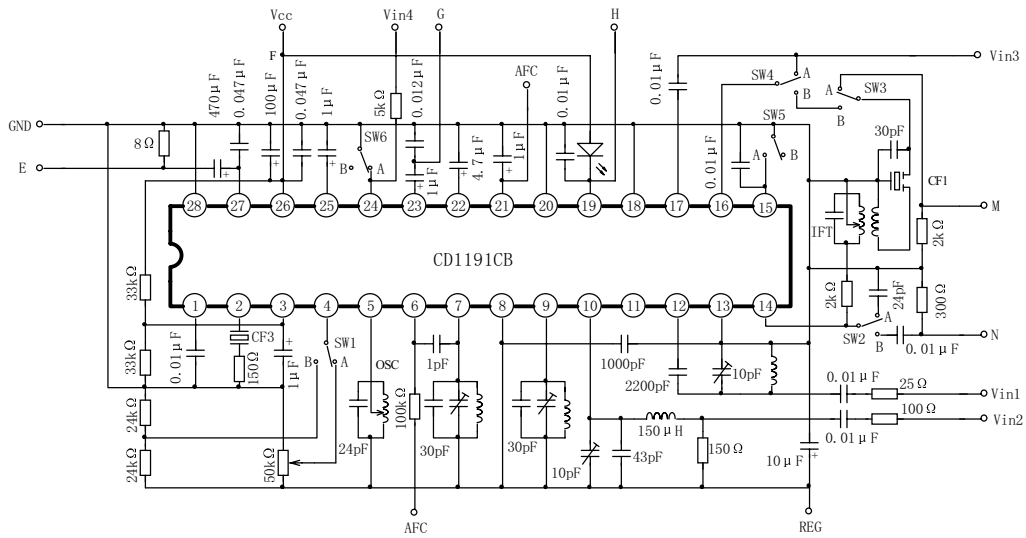 Vcc
Vin4
G
H
F
AFC
Vin3
470μF
0.047μF
100μF
0.047μF
1μF
5kΩ
0.012μF
0.01μF
0.01μF
SW4
A
B
A
SW3
B
GND
8Ω
SW6
B
A
1μF
4.7μF
1μF
0.01μF
SW5
A
B
30pF
CF1
E
28
27
26
25
24
23
22
21
20
19
18
17
16
15
M
IFT
2kΩ
CD1191CB
33kΩ
2kΩ
24pF
300Ω
1
2
3
4
5
6
7
8
9
10
11
12
13
14
A
SW2
B
N
0.01μF
33kΩ
0.01μF
CF3
150Ω
1μF
SW1
B
A
OSC
1pF
1000pF
2200pF
10pF
0.01μF
25Ω
Vin1
24kΩ
24pF
100kΩ
30pF
30pF
150μH
0.01μF
100Ω
Vin2
24kΩ
50kΩ
10pF
43pF
150Ω
10μF
AFC
REG